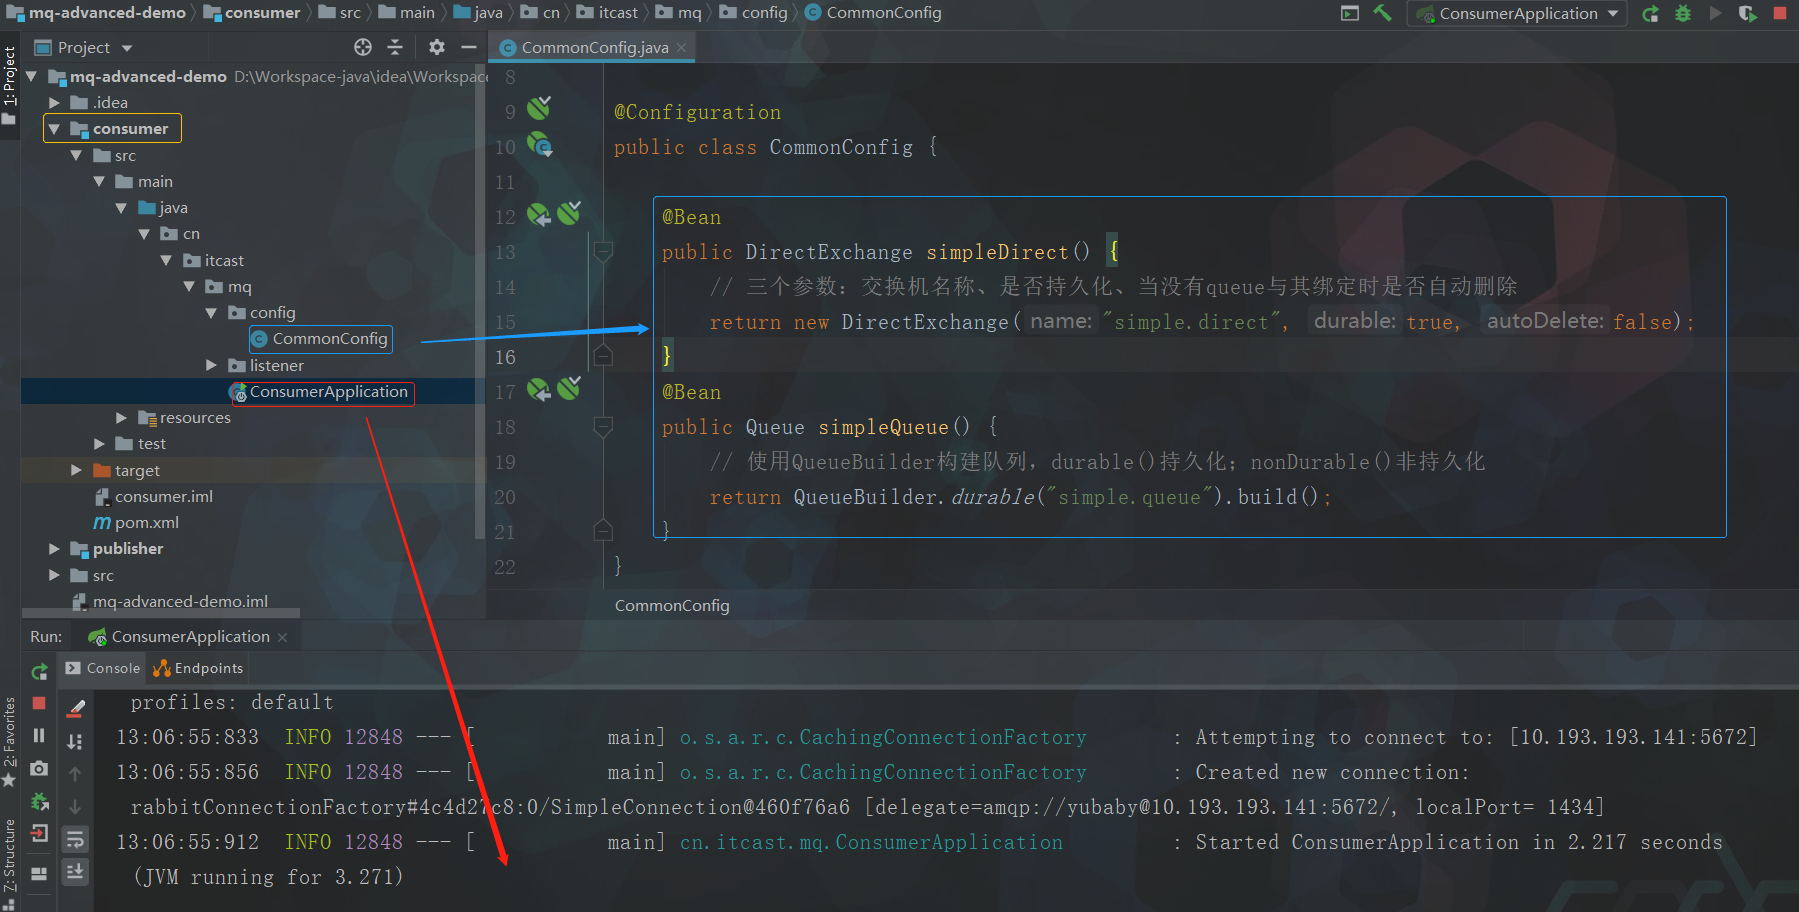 mq-advanced-demo consumer src main java cn itcast mq config CommonConfig
ConsumerApplication
1: Project
Project
CommonConfig.java
mq-advanced-demo D:\Workspace-java\idea\Workspace
.idea
consumer
src
main
java
cn
itcast
mq
config
CommonConfig
listener
ConsumerApplication
resources
test
target
consumer.iml
pom.xml
publisher
src
mq-advanced-demo.iml
8
9 @Configuration
10 public class CommonConfig {
11
12 @Bean
13 public DirectExchange simpleDirect() {
14 // 三个参数：交换机名称、是否持久化、当没有queue与其绑定时是否自动删除
15 return new DirectExchange( name: "simple.direct", durable: true, autoDelete: false);
16 }
17 @Bean
18 public Queue simpleQueue() {
19 // 使用QueueBuilder构建队列，durable()持久化；nonDurable()非持久化
20 return QueueBuilder.durable("simple.queue").build();
21 }
22 }
CommonConfig
Run: ConsumerApplication
Console Endpoints
2: Favorites
7: Structure
profiles: default
13:06:55:833 INFO 12848 --- [ main] o.s.a.r.c.CachingConnectionFactory : Attempting to connect to: [10.193.193.141:5672]
13:06:55:856 INFO 12848 --- [ main] o.s.a.r.c.CachingConnectionFactory : Created new connection:
rabbitConnectionFactory#4c4d27c8:0/SimpleConnection@460f76a6 [delegate=amqp://yubaby@10.193.193.141:5672/, localPort= 1434]
13:06:55:912 INFO 12848 --- [ main] cn.itcast.mq.ConsumerApplication : Started ConsumerApplication in 2.217 seconds
(JVM running for 3.271)